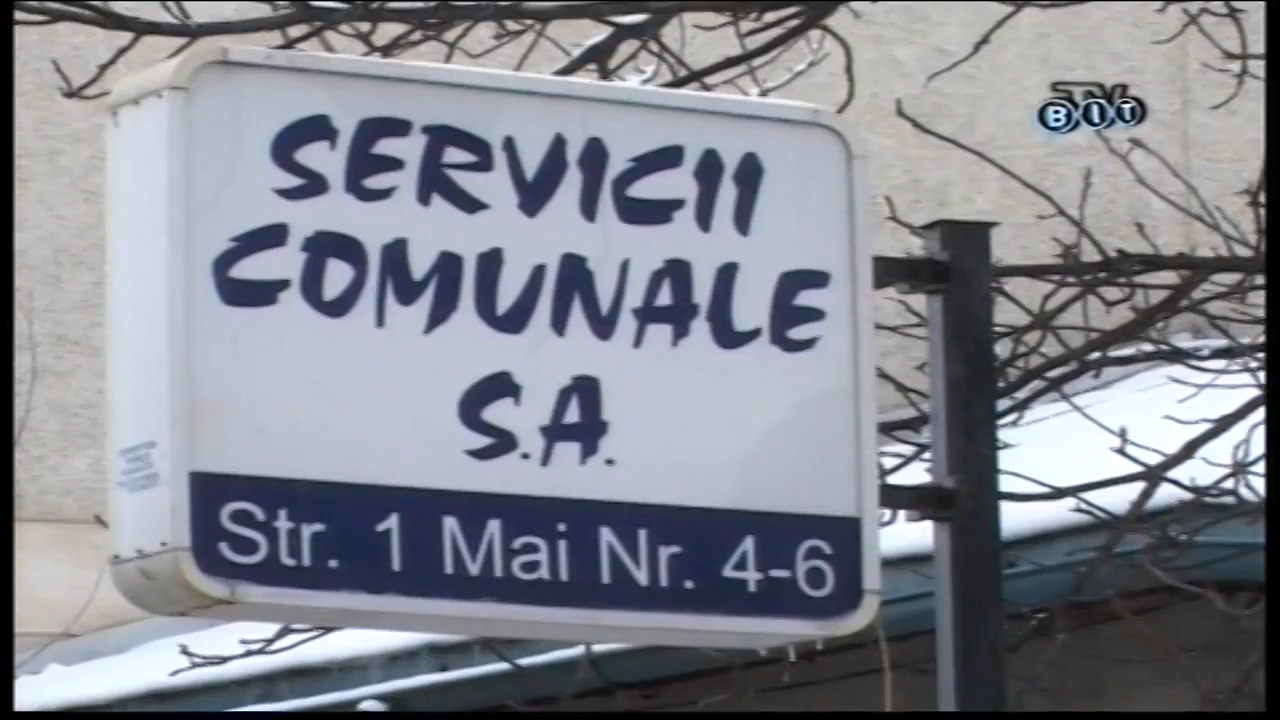 SERVICII
COMUNALE
S.A.
Str. 1 Mai Nr. 4-6
TV
BIT